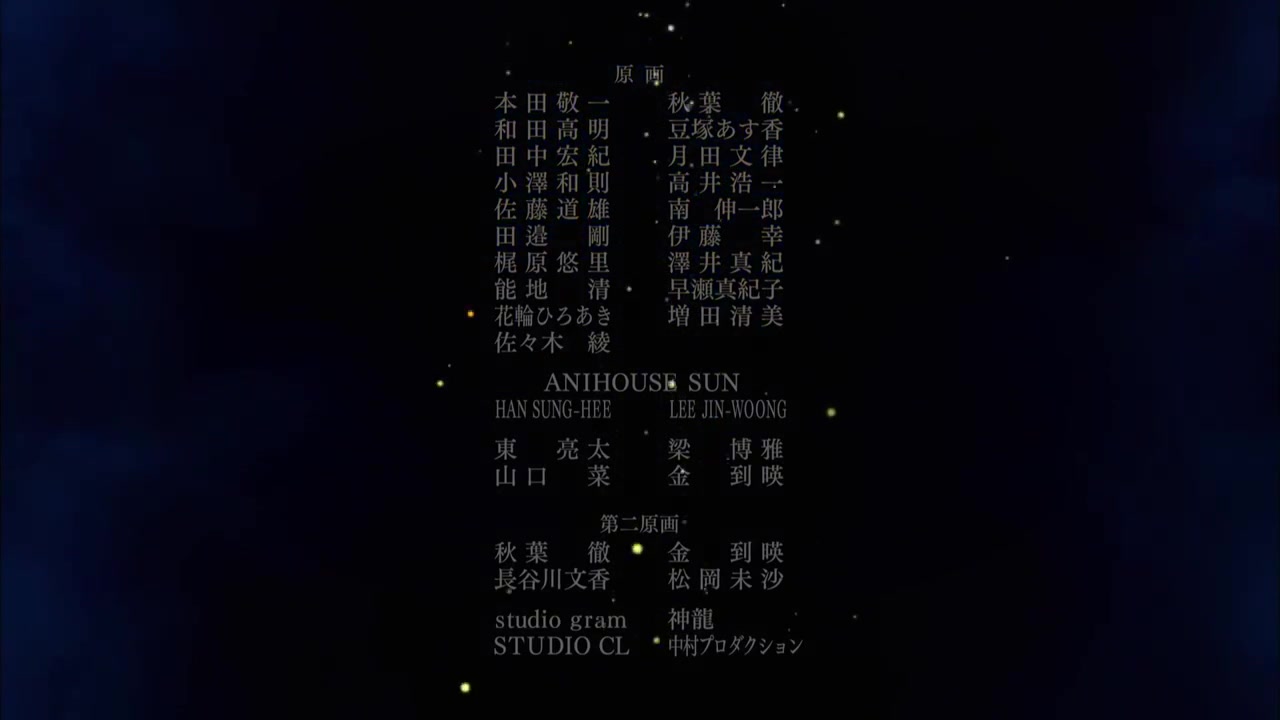 原画
本田敬一 秋葉 徹
和田高明 豆塚あす香
田中宏紀 月田文律
小澤和則 高井浩一
佐藤道雄 南 伸一郎
田邉 剛 伊藤 幸
梶原悠里 澤井真紀
能地 清 早瀬真紀子
花輪ひろあき 増田清美
佐々木 綾
ANIHOUSE SUN
HAN SUNG-HEE LEE JIN-WOONG
東 亮太 梁 博雅
山口 菜 金 到暎
第二原画
秋葉 徹 金 到暎
長谷川文香 松岡未沙
studio gram 神龍
STUDIO CL 中村プロダクション